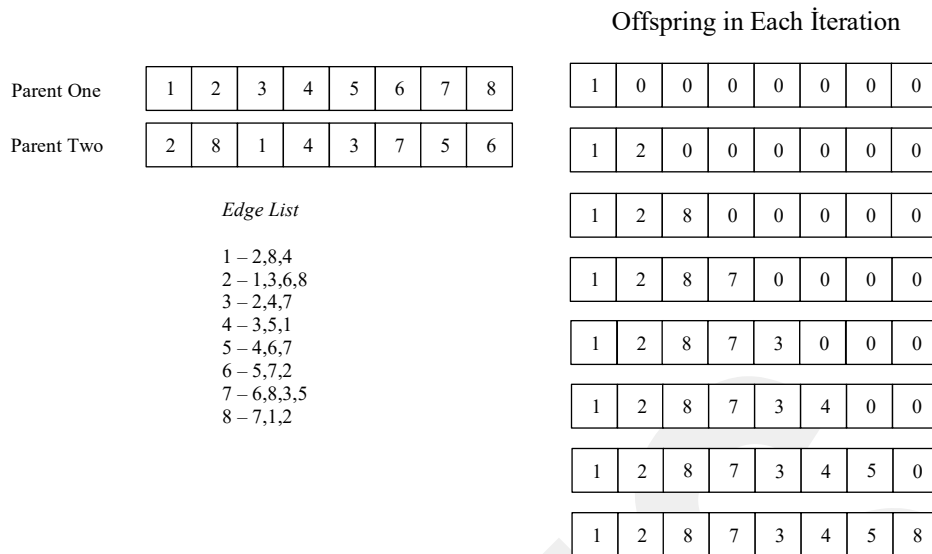 Offspring in Each İteration
Parent One 1 2 3 4 5 6 7 8
Parent Two 2 8 1 4 3 7 5 6
Edge List
1 – 2,8,4
2 – 1,3,6,8
3 – 2,4,7
4 – 3,5,1
5 – 4,6,7
6 – 5,7,2
7 – 6,8,3,5
8 – 7,1,2
1 0 0 0 0 0 0 0
1 2 0 0 0 0 0 0
1 2 8 0 0 0 0 0
1 2 8 7 0 0 0 0
1 2 8 7 3 0 0 0
1 2 8 7 3 4 0 0
1 2 8 7 3 4 5 0
1 2 8 7 3 4 5 8